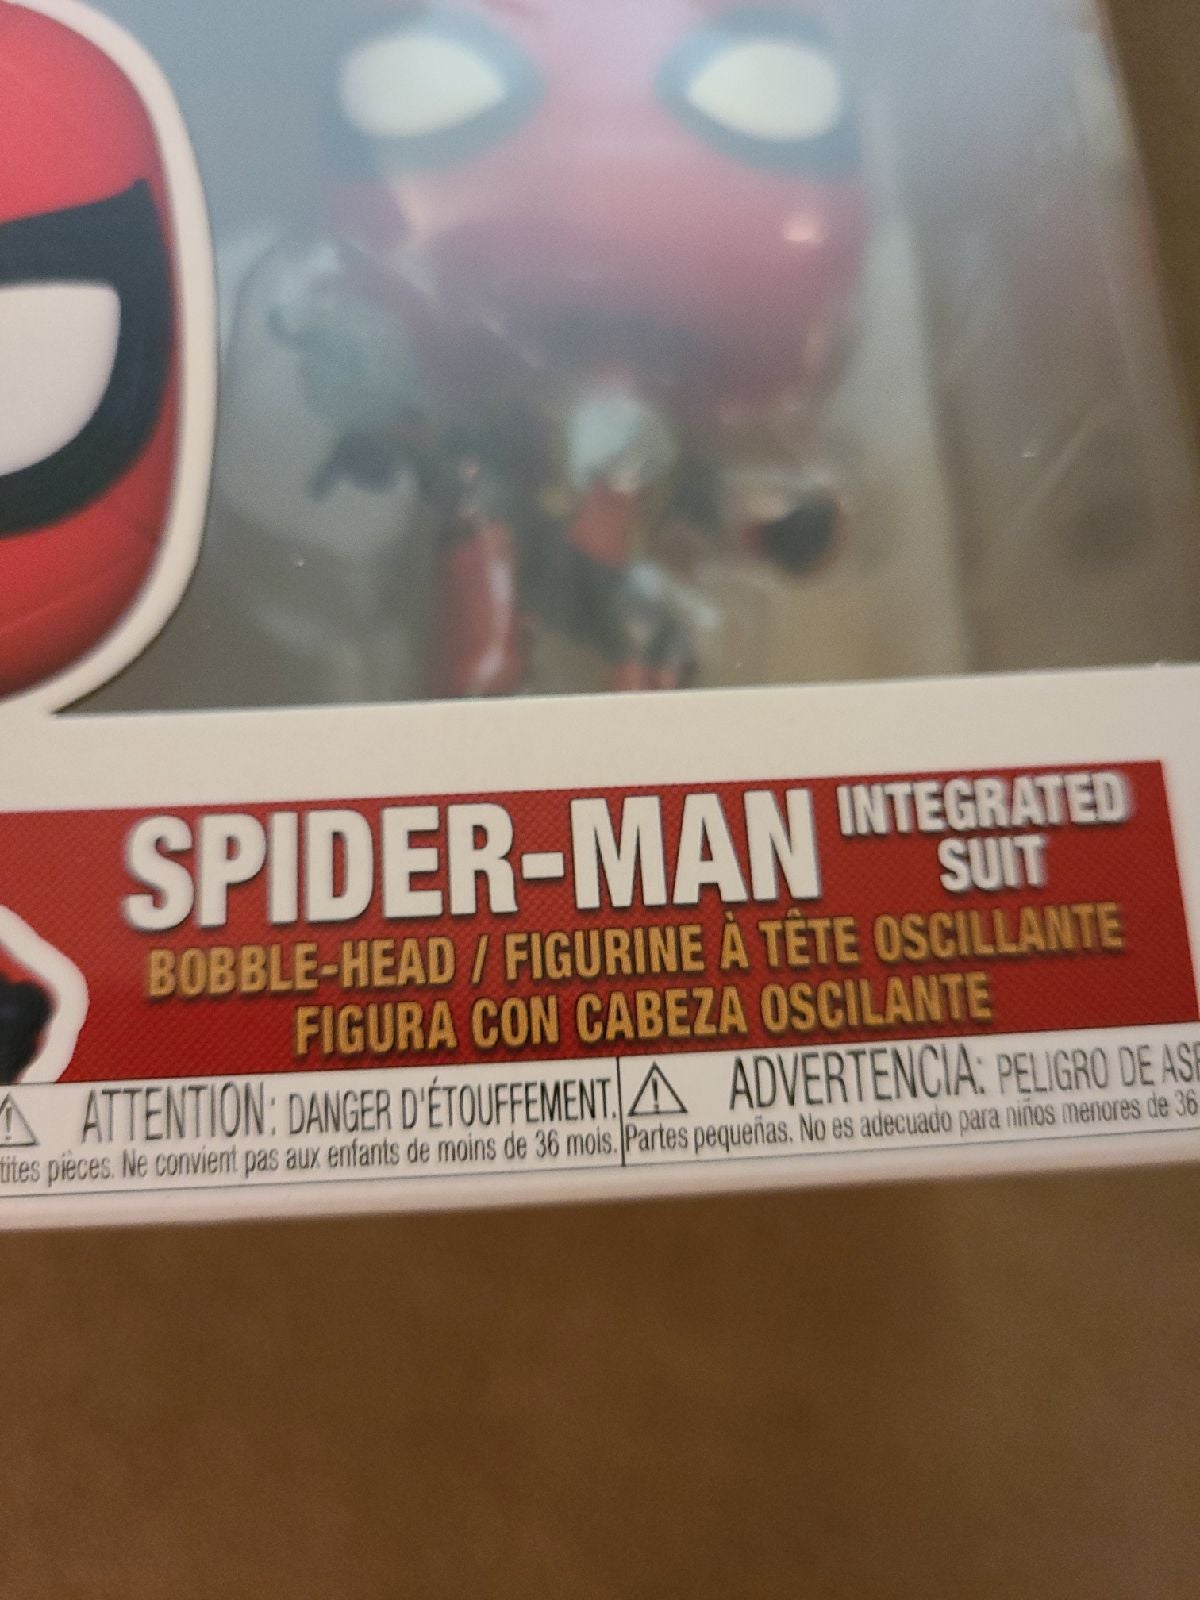 SPIDER-MAN INTEGRATED SUIT
BOBBLE-HEAD / FIGURINE À TÊTE OSCILLANTE
FIGURA CON CABEZA OSCILANTE
ATTENTION: DANGER D'ÉTOUFFEMENT.
pièces. Ne convient pas aux enfants de moins de 36 mois.
ADVERTENCIA: PELIGRO DE
Partes pequeñas. No es adecuado para niños menores de 36